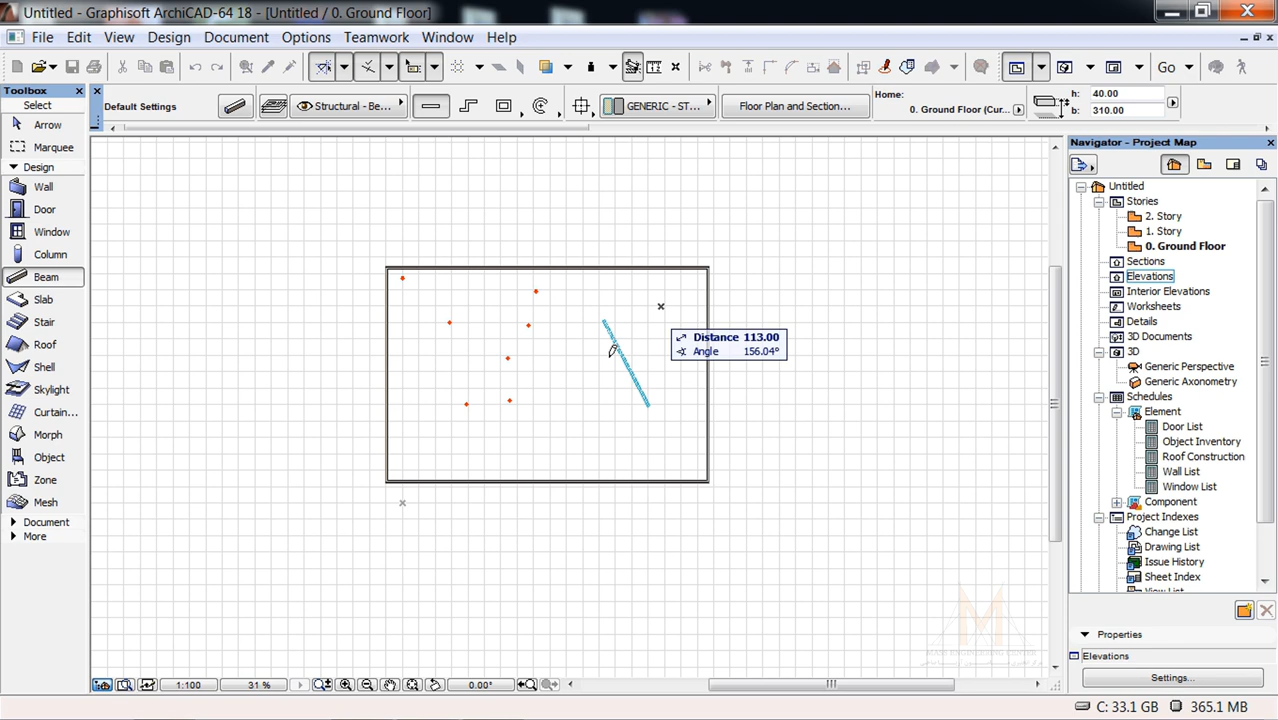 Untitled - Graphisoft ArchiCAD-64 18 - [Untitled / 0. Ground Floor]
File Edit View Design Document Options Teamwork Window Help
Go
Toolbox
Select
Arrow
Marquee
Design
Wall
Door
Window
Column
Beam
Slab
Stair
Roof
Shell
Skylight
Curtain...
Morph
Object
Zone
Mesh
Document
More
Default Settings
Structural - Be...
GENERIC - ST...
Floor Plan and Section...
Home:
0. Ground Floor (Cur...
h: 40.00
b: 310.00
Distance 113.00
Angle 156.04°
MASS ENGINEERING CENTER
Navigator - Project Map
Untitled
Stories
2. Story
1. Story
0. Ground Floor
Sections
Elevations
Interior Elevations
Worksheets
Details
3D Documents
3D
Generic Perspective
Generic Axonometry
Schedules
Element
Door List
Object Inventory
Roof Construction
Wall List
Window List
Component
Project Indexes
Change List
Drawing List
Issue History
Sheet Index
View List
Properties
Elevations
Settings...
1:100
31 %
0.00°
C: 33.1 GB
365.1 MB